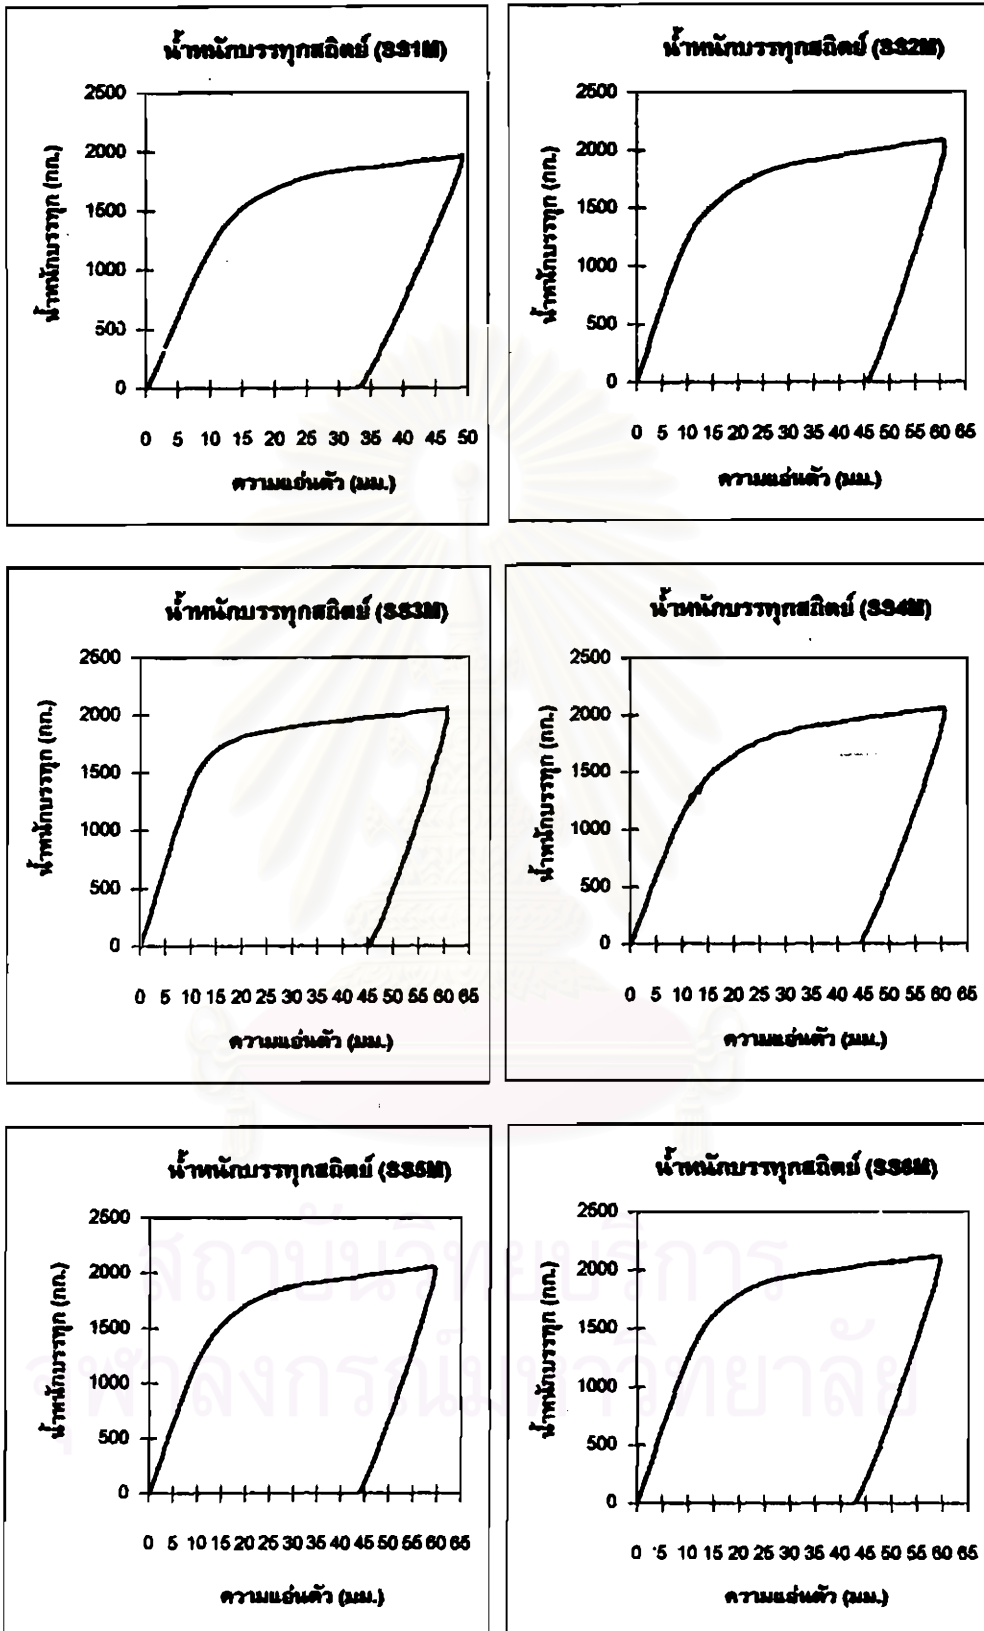 น้ำหนักบรรทุกสถิตย์ (SS1M)
น้ำหนักบรรทุก (กก.)
2500
2000
1500
1000
500
0
0 5 10 15 20 25 30 35 40 45 50
ความแอ่นตัว (มม.)
น้ำหนักบรรทุกสถิตย์ (SS2M)
น้ำหนักบรรทุก (กก.)
2500
2000
1500
1000
500
0
0 5 10 15 20 25 30 35 40 45 50 55 60 65
ความแอ่นตัว (มม.)
น้ำหนักบรรทุกสถิตย์ (SS3M)
น้ำหนักบรรทุก (กก.)
2500
2000
1500
1000
500
0
0 5 10 15 20 25 30 35 40 45 50 55 60 65
ความแอ่นตัว (มม.)
น้ำหนักบรรทุกสถิตย์ (SS4M)
น้ำหนักบรรทุก (กก.)
2500
2000
1500
1000
500
0
0 5 10 15 20 25 30 35 40 45 50 55 60 65
ความแอ่นตัว (มม.)
น้ำหนักบรรทุกสถิตย์ (SS5M)
น้ำหนักบรรทุก (กก.)
2500
2000
1500
1000
500
0
0 5 10 15 20 25 30 35 40 45 50 55 60 65
ความแอ่นตัว (มม.)
น้ำหนักบรรทุกสถิตย์ (SS6M)
น้ำหนักบรรทุก (กก.)
2500
2000
1500
1000
500
0
0 5 10 15 20 25 30 35 40 45 50 55 60 65
ความแอ่นตัว (มม.)
สถาบันวิทยบริการ
จุฬาลงกรณ์มหาวิทยาลัย